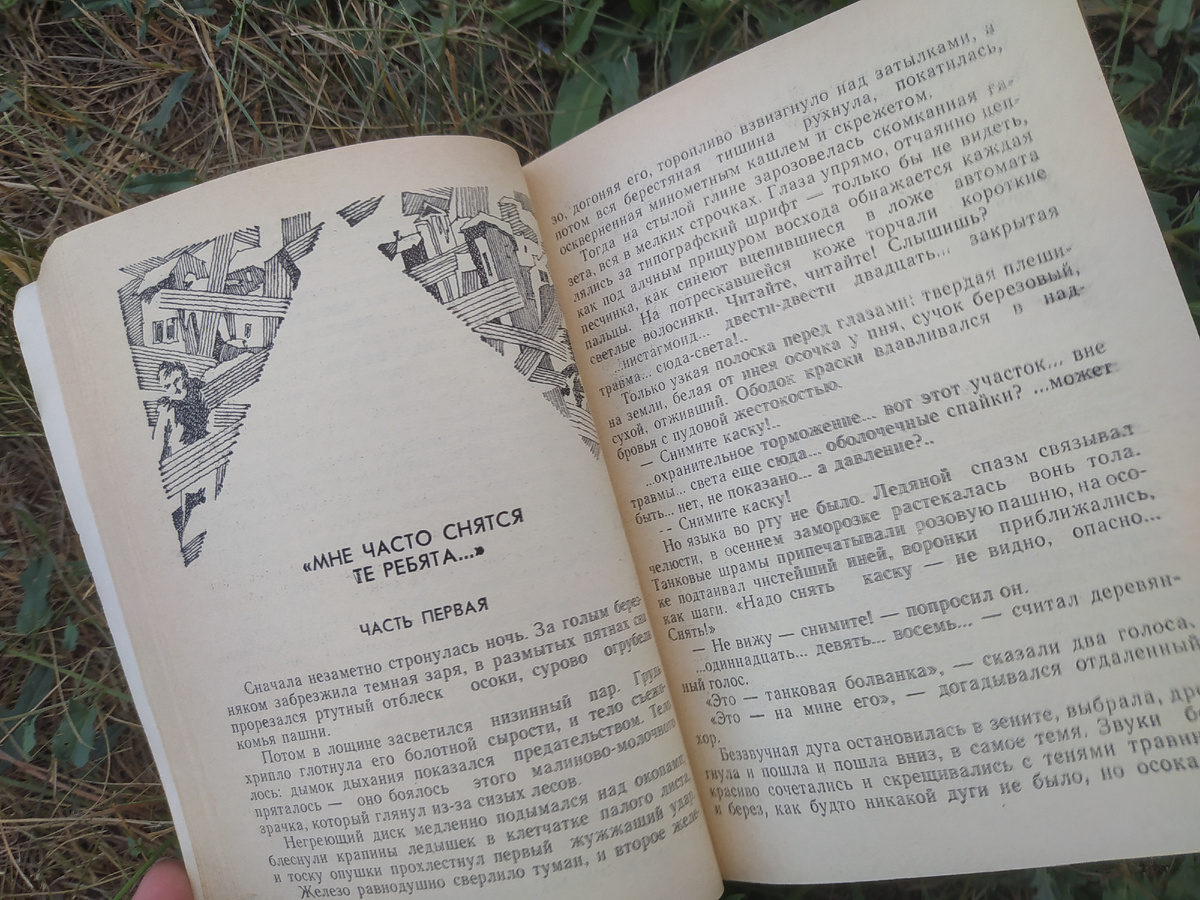 «МНЕ ЧАСТО СНЯТСЯ
ТЕ РЕБЯТА...»
ЧАСТЬ ПЕРВАЯ
Сначала незаметно стронулась ночь. За голым берез-
няком забрезжила темная заря, в размытых пятнах сна
прорезался ртутный отблеск осоки, сурово огрубели
комья пашни.
Потом в лощине засветился низинный пар. Грудь
хрипло глотнула его болотной сырости, и тело съежи-
лось: дымок дыхания показался предательством. Тело
пряталось — оно боялось этого малиново-молочного
зрачка, который глянул из-за сизых лесов.
Негреющий диск медленно подымался над окопами,
блеснули крапины ледышек в клетчатке палого листа,
и тоску опушки прохлестнул первый жужжащий удар.
Железо равнодушно сверлило туман, и второе желе-
зо, догоняя его, торопливо взвизгнуло над затылками, а
потом вся берестяная тишина рухнула, покатилась,
оскверненная минометным кашлем и скрежетом.
Тогда на стылой глине зарозовелась скомканная га-
зета, вся в мелких строчках. Глаза упрямо, отчаянно цеп-
лялись за типографский шрифт — только бы не видеть,
как под алчным прищуром восхода обнажается каждая
песчинка, как синеют вцепившиеся в ложе автомата
пальцы. На потрескавшейся коже торчали короткие
светлые волосинки. Читайте, читайте! Слышишь?
...нистагмоид... двести-двести двадцать... закрытая
травма... сюда-света!..
Только узкая полоска перед глазами: твердая плеши-
на земли, белая от инея осочка у пня, сучок березовый,
сухой, отживший. Ободок краски вдавливался в над-
бровья с пудовой жестокостью.
— Снимите каску!..
...охранительное торможение... вот этот участок... вне
травмы... света еще сюда... оболочечные спайки? ...может
быть... нет, не показано... а давление?..
— Снимите каску!
Но языка во рту не было. Ледяной спазм связывал
челюсти, в осеннем заморозке растекалась вонь тола.
Танковые шрамы припечатывали розовую пашню, на осо-
ке подтаивал чистейший иней, воронки приближались,
как шаги. «Надо снять каску — не видно, опасно...
Снять!»
— Не вижу — снимите! — попросил он.
...одиннадцать... девять... восемь... — считал деревян-
ный голос.
«Это — танковая болванка», — сказали два голоса.
«Это — на мине его», — догадывался отдаленный
хор.
Беззвучная дуга остановилась в зените, выбрала,
гнула и пошла и пошла вниз, в самое темя. Звуки
красиво сочетались и скрещивались с тенями
и берез, как будто никакой дуги не было, но осока